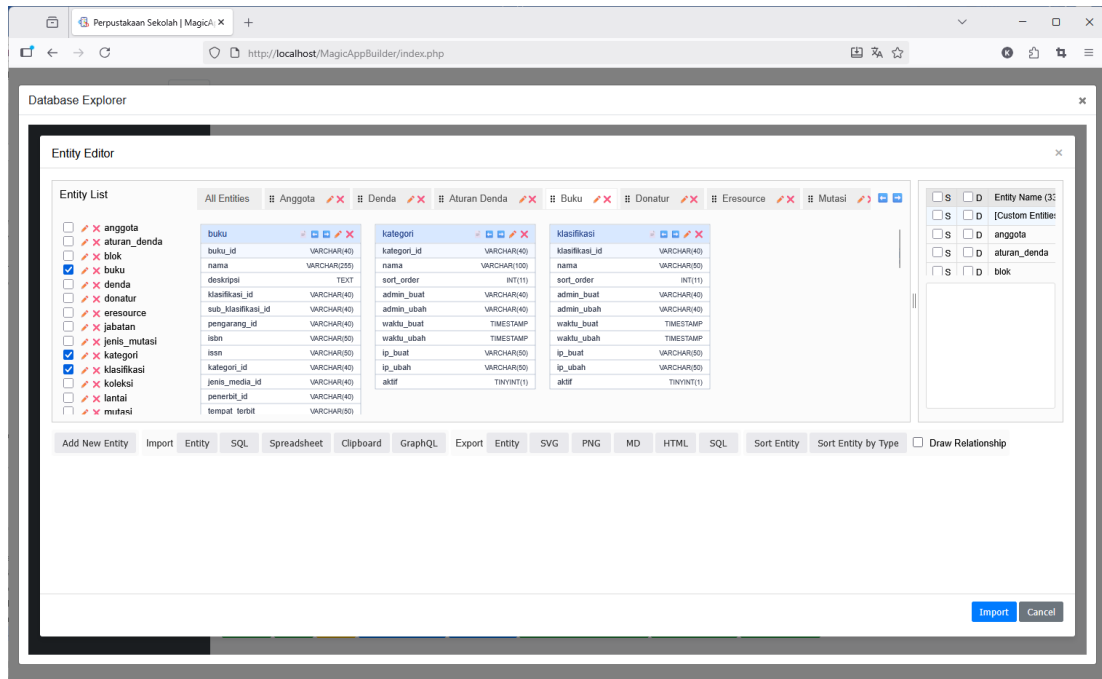 Perpustakaan Sekolah | MagicA
http://localhost/MagicAppBuilder/index.php
K
Database Explorer
Entity Editor
Entity List
anggota
aturan_denda
blok
buku
denda
donatur
eresource
jabatan
jenis_mutasi
kategori
klasifikasi
koleksi
lantai
mutasi
All Entities Anggota Denda Aturan Denda Buku Donatur Eresource Mutasi
buku
buku_id VARCHAR(40)
nama VARCHAR(255)
deskripsi TEXT
klasifikasi_id VARCHAR(40)
sub_klasifikasi_id VARCHAR(40)
pengarang_id VARCHAR(40)
isbn VARCHAR(50)
issn VARCHAR(50)
kategori_id VARCHAR(40)
jenis_media_id VARCHAR(40)
penerbit_id VARCHAR(40)
tempat_terbit VARCHAR(50)
kategori
kategori_id VARCHAR(40)
nama VARCHAR(100)
sort_order INT(11)
admin_buat VARCHAR(40)
admin_ubah VARCHAR(40)
waktu_buat TIMESTAMP
waktu_ubah TIMESTAMP
ip_buat VARCHAR(50)
ip_ubah VARCHAR(50)
aktif TINYINT(1)
klasifikasi
klasifikasi_id VARCHAR(40)
nama VARCHAR(50)
sort_order INT(11)
admin_buat VARCHAR(40)
admin_ubah VARCHAR(40)
waktu_buat TIMESTAMP
waktu_ubah TIMESTAMP
ip_buat VARCHAR(50)
ip_ubah VARCHAR(50)
aktif TINYINT(1)
S D Entity Name (33
S D [Custom Entities
S D anggota
S D aturan_denda
S D blok
Add New Entity Import Entity SQL Spreadsheet Clipboard GraphQL Export Entity SVG PNG MD HTML SQL Sort Entity Sort Entity by Type Draw Relationship
Import Cancel